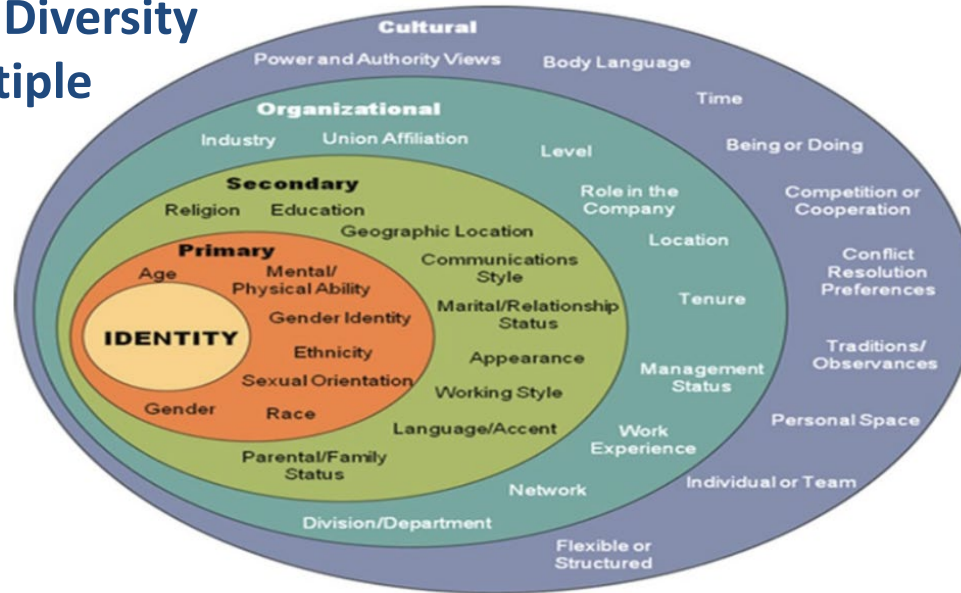 Diversity
tiple
Cultural
Power and Authority Views
Body Language
Time
Being or Doing
Competition or
Cooperation
Conflict
Resolution
Preferences
Traditions/
Observances
Personal Space
Individual or Team
Flexible or
Structured
Organizational
Industry
Union Affiliation
Level
Role in the
Company
Location
Tenure
Management
Status
Work
Experience
Network
Division/Department
Secondary
Religion
Education
Geographic Location
Communications
Style
Marital/Relationship
Status
Appearance
Working Style
Language/Accent
Parental/Family
Status
Primary
Age
Mental/
Physical Ability
Gender Identity
Ethnicity
Sexual Orientation
Gender
Race
IDENTITY